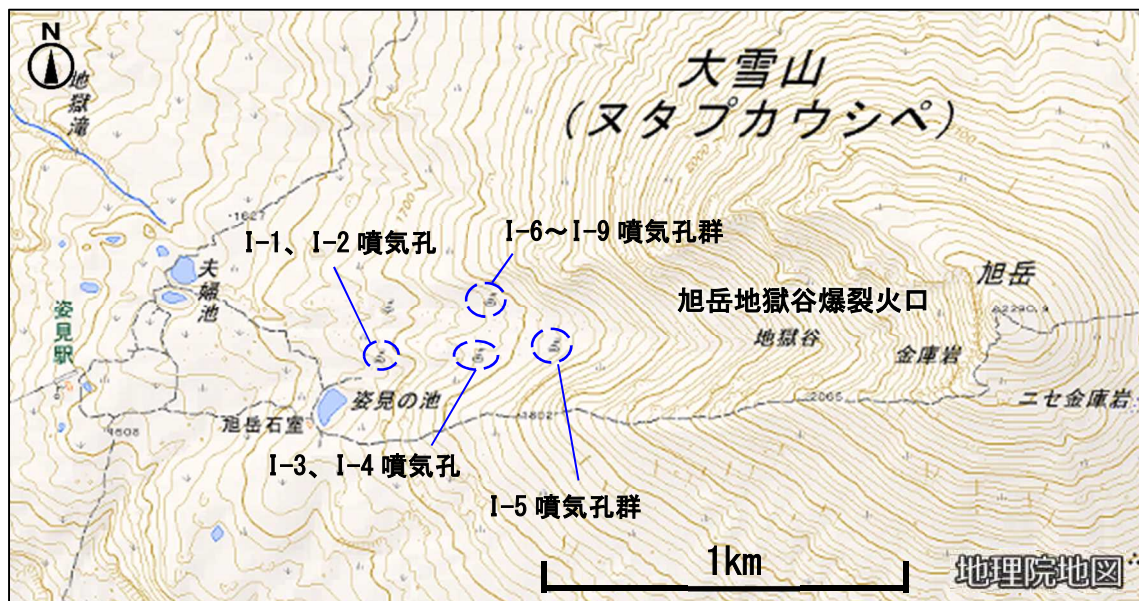 N
地獄滝
大雪山
(ヌタプカウシペ)
2000
2100
1700
・1627
I-1、I-2 噴気孔
I-6～I-9 噴気孔群
夫婦池
旭岳
旭岳地獄谷爆裂火口
2290.9
姿見駅
地獄谷
金庫岩
姿見の池
2065
ニセ金庫岩
・1802
旭岳石室
・1608
I-3、I-4 噴気孔
I-5 噴気孔群
1km
地理院地図